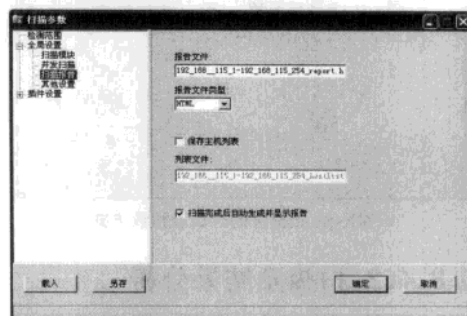 扫描参数
检测范围
全局设置
扫描模块
并发扫描
扫描报告
其他设置
插件设置
报告文件
192_168__115_1-192_168_115_254_report.h
报告文件类型:
HTML
保存主机列表
列表文件:
192_168__115_1-192_168_115_254_hostlist
扫描完成后自动生成并显示报告
载入
另存
确定
取消